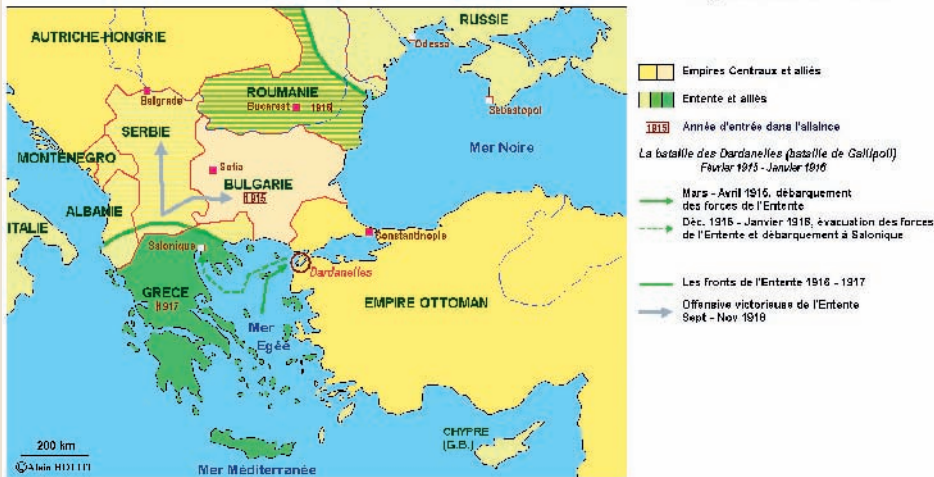 RUSSIE
AUTRICHE-HONGRIE
Odessa
ROUMANIE
Belgrade
Bucarest 1916
Sébastopol
SERBIE
Mer Noire
MONTENEGRO
Sofia
BULGARIE
1915
ALBANIE
ITALIE
Constantinople
Salonique
Dardanelles
GRECE
1917
EMPIRE OTTOMAN
Mer
Egée
CHYPRE
(G.B.)
200 km
Mer Méditerranée
Empires Centraux et alliés
Entente et alliés
1915 Année d'entrée dans l'allaince
La bataille des Dardanelles (bataille de Gallipoli)
Février 1915 - Janvier 1916
Mars - Avril 1915, débarquement
des forces de l'Entente
Déc. 1915 - Janvier 1916, évacuation des forces
de l'Entente et débarquement à Salonique
Les fronts de l'Entente 1916 - 1917
Offensive victorieuse de l'Entente
Sept - Nov 1918